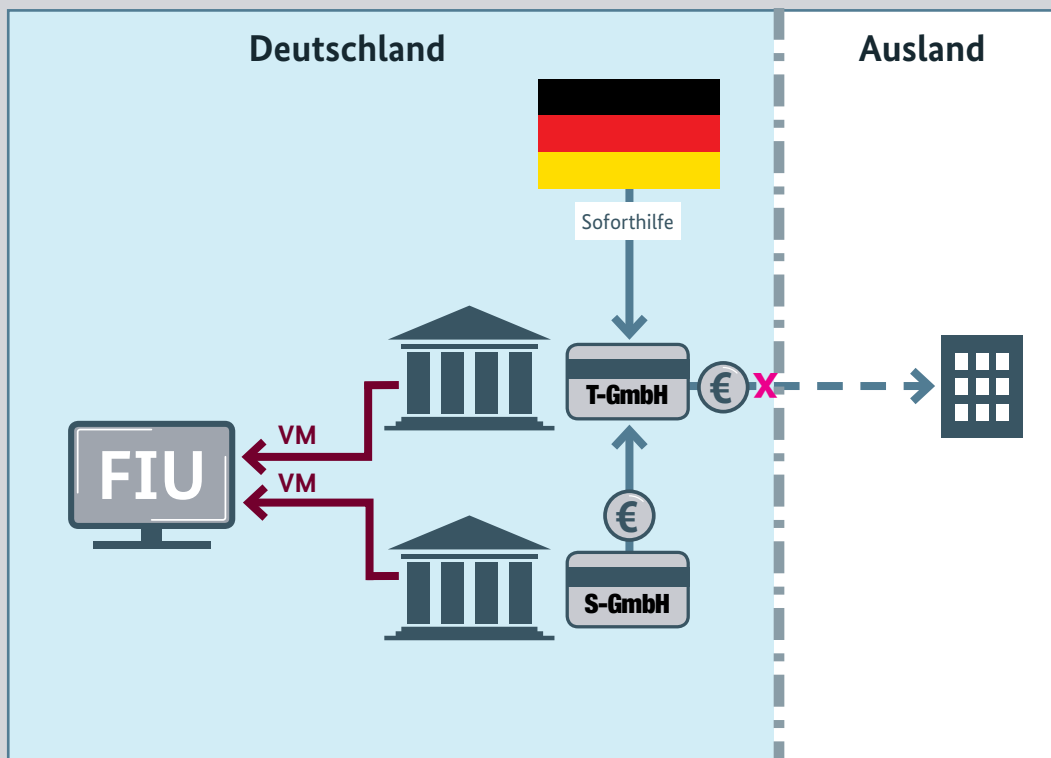 Deutschland
Ausland
Soforthilfe
T-GmbH
€
X
VM
FIU
VM
€
S-GmbH